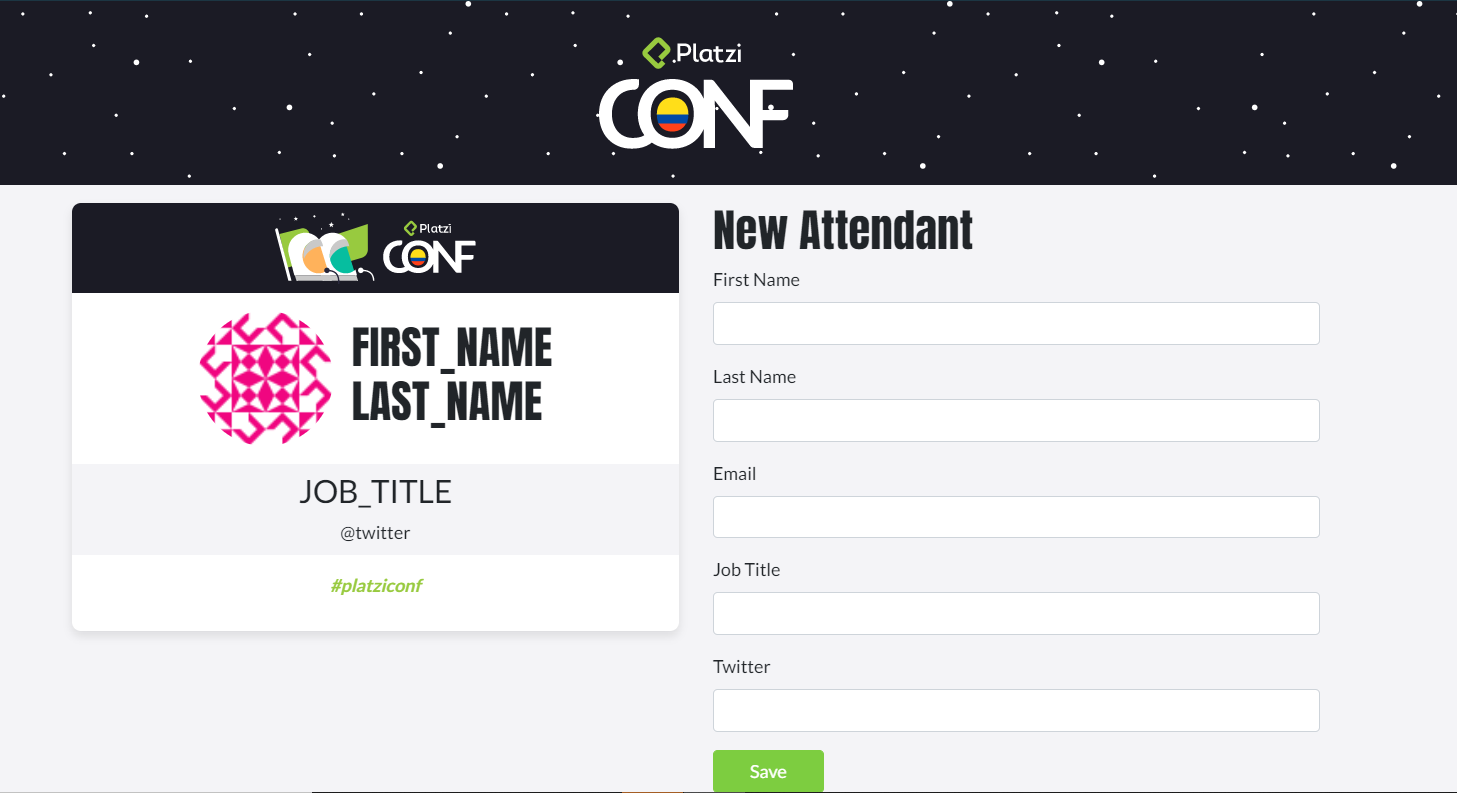 Platzi
CONF
Platzi
CONF
FIRST_NAME
LAST_NAME
JOB_TITLE
@twitter
#platziconf
New Attendant
First Name
Last Name
Email
Job Title
Twitter
Save